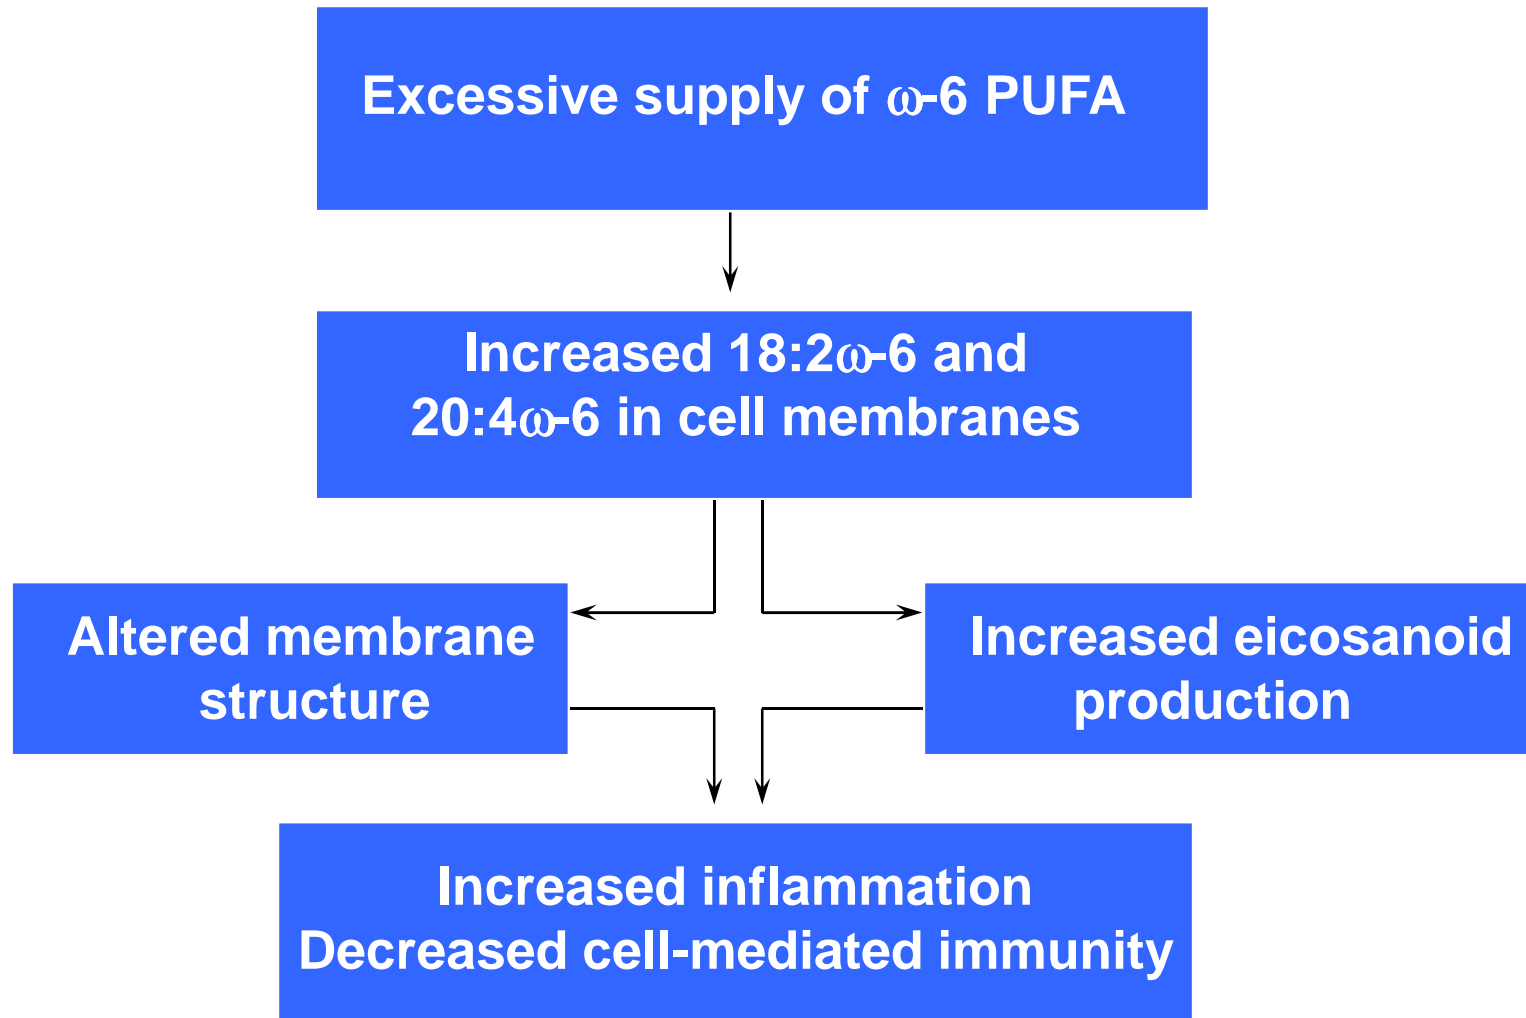 Excessive supply of ω-6 PUFA
Increased 18:2ω-6 and
20:4ω-6 in cell membranes
Altered membrane
structure
Increased eicosanoid
production
Increased inflammation
Decreased cell-mediated immunity